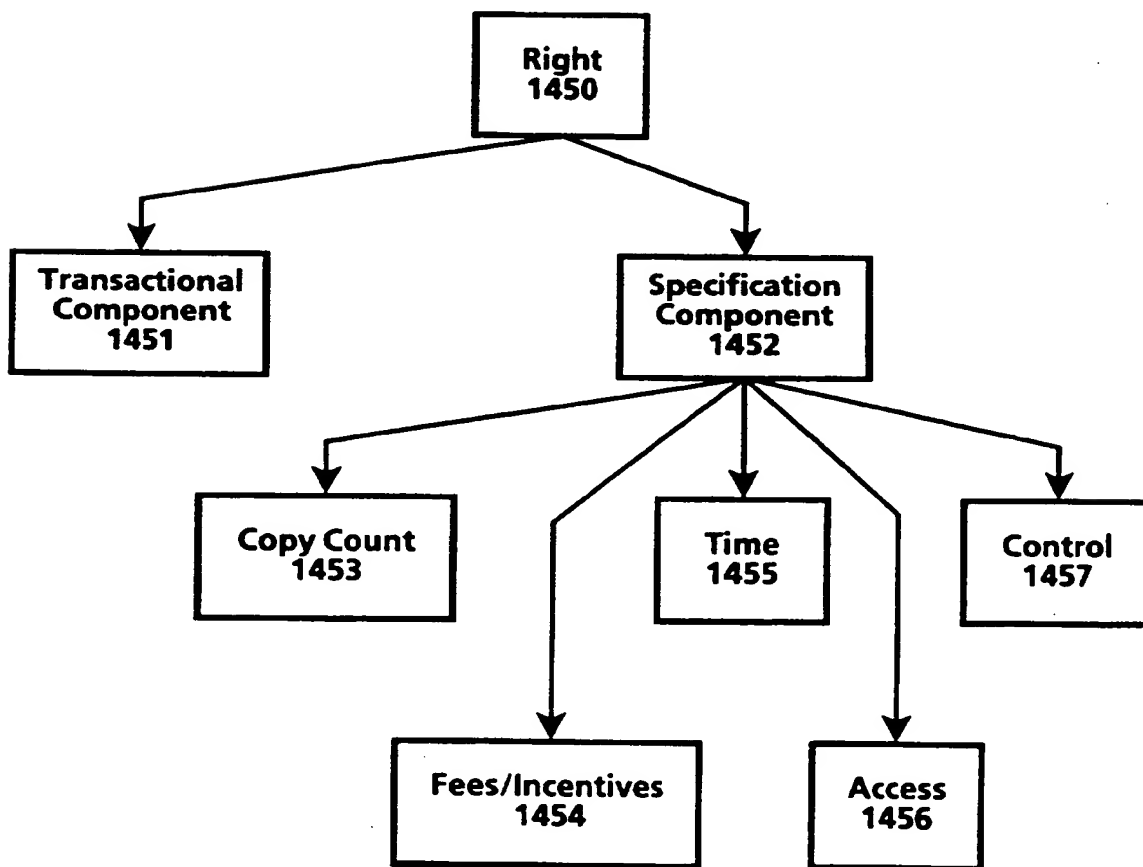 Right
1450
Transactional
Component
1451
Specification
Component
1452
Copy Count
1453
Time
1455
Control
1457
Fees/Incentives
1454
Access
1456